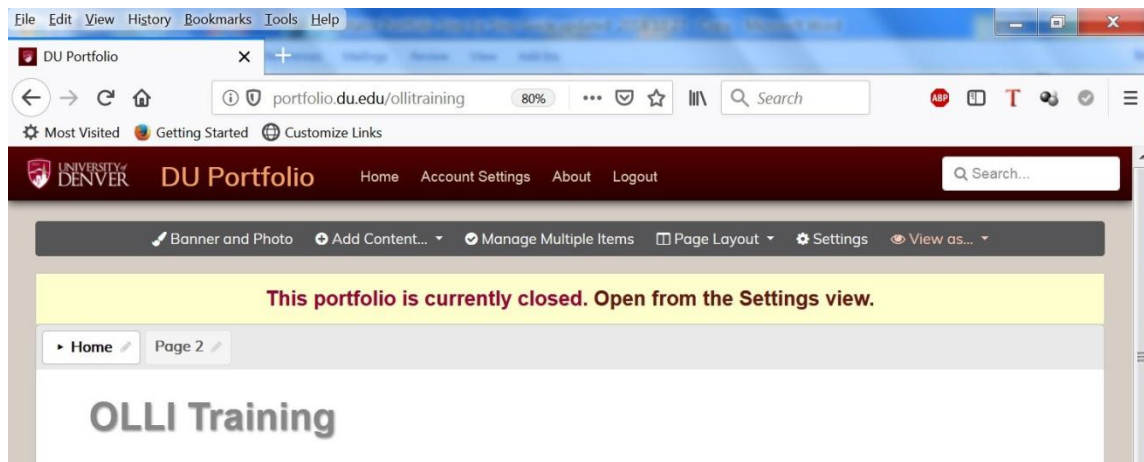 File Edit View History Bookmarks Tools Help
DU Portfolio
portfolio.du.edu/ollitraining 80% Search ABP T
Most Visited Getting Started Customize Links
UNIVERSITY of DENVER DU Portfolio Home Account Settings About Logout Search...
Banner and Photo Add Content... Manage Multiple Items Page Layout Settings View as...
This portfolio is currently closed. Open from the Settings view.
Home Page 2
OLLI Training